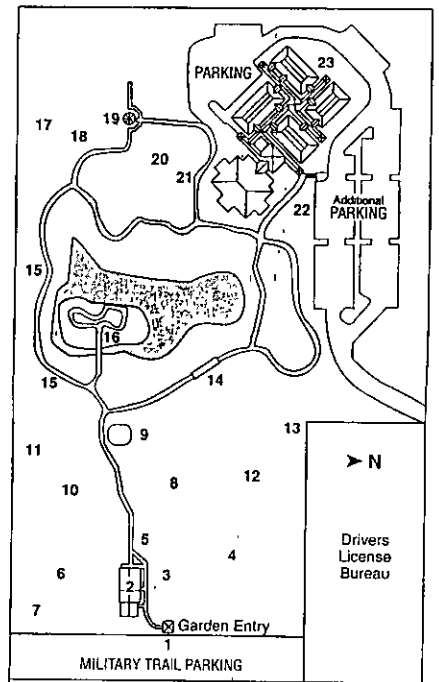 23
PARKING
17
18
19
20
21
22
Additional
PARKING
15
16
15
14
13
11
9
10
8
12
N
5
4
Drivers
License
Bureau
6
2
3
7
Garden Entry
1
MILITARY TRAIL PARKING